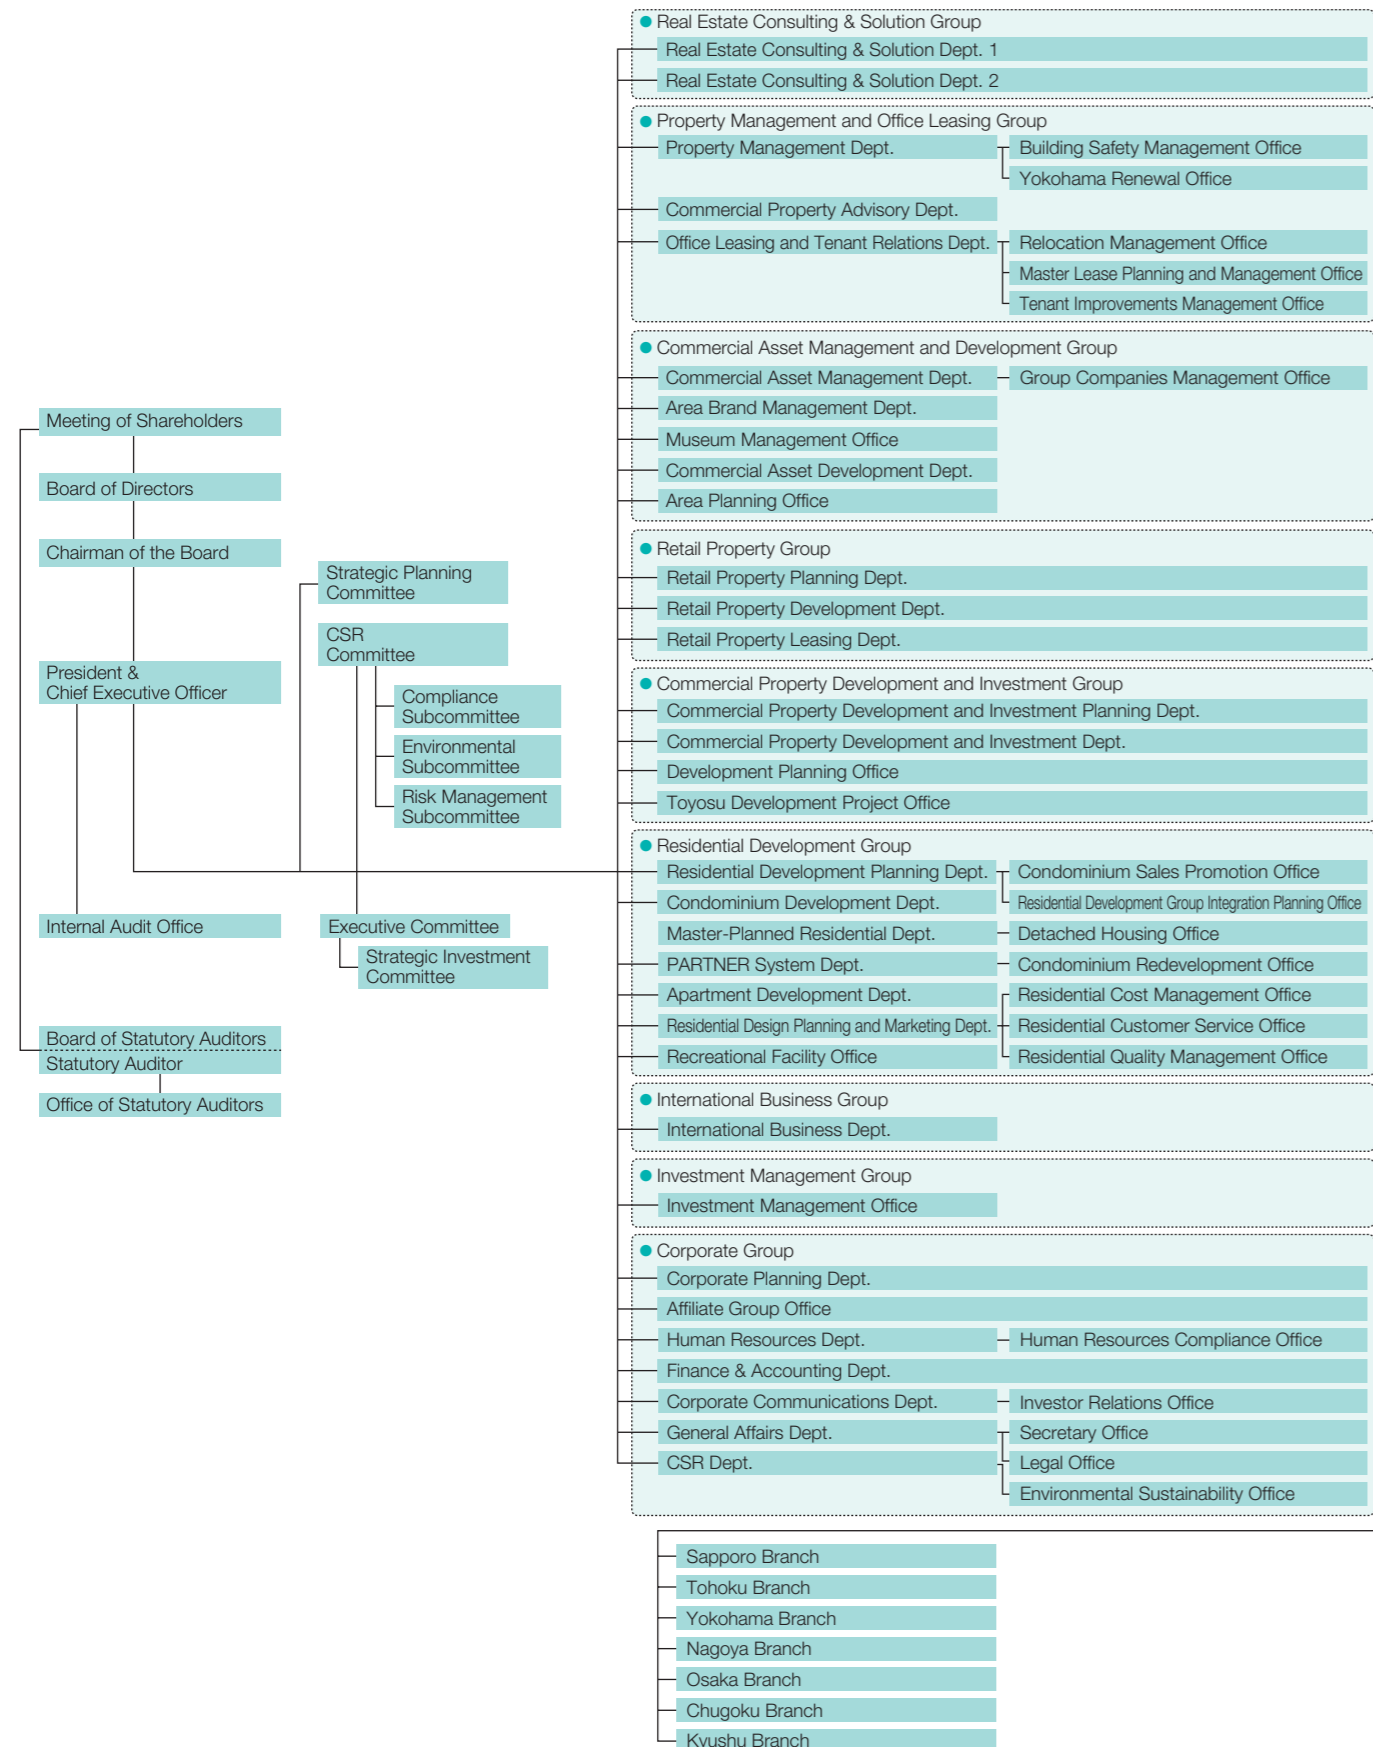 Meeting of Shareholders
Board of Directors
Chairman of the Board
President &
Chief Executive Officer
Internal Audit Office
Board of Statutory Auditors
Statutory Auditor
Office of Statutory Auditors
Strategic Planning
Committee
CSR
Committee
Compliance
Subcommittee
Environmental
Subcommittee
Risk Management
Subcommittee
Executive Committee
Strategic Investment
Committee
Real Estate Consulting & Solution Group
Real Estate Consulting & Solution Dept. 1
Real Estate Consulting & Solution Dept. 2
Property Management and Office Leasing Group
Property Management Dept.
Building Safety Management Office
Yokohama Renewal Office
Commercial Property Advisory Dept.
Office Leasing and Tenant Relations Dept.
Relocation Management Office
Master Lease Planning and Management Office
Tenant Improvements Management Office
Commercial Asset Management and Development Group
Commercial Asset Management Dept.
Group Companies Management Office
Area Brand Management Dept.
Museum Management Office
Commercial Asset Development Dept.
Area Planning Office
Retail Property Group
Retail Property Planning Dept.
Retail Property Development Dept.
Retail Property Leasing Dept.
Commercial Property Development and Investment Group
Commercial Property Development and Investment Planning Dept.
Commercial Property Development and Investment Dept.
Development Planning Office
Toyosu Development Project Office
Residential Development Group
Residential Development Planning Dept.
Condominium Sales Promotion Office
Condominium Development Dept.
Residential Development Group Integration Planning Office
Master-Planned Residential Dept.
Detached Housing Office
PARTNER System Dept.
Condominium Redevelopment Office
Apartment Development Dept.
Residential Cost Management Office
Residential Design Planning and Marketing Dept.
Residential Customer Service Office
Recreational Facility Office
Residential Quality Management Office
International Business Group
International Business Dept.
Investment Management Group
Investment Management Office
Corporate Group
Corporate Planning Dept.
Affiliate Group Office
Human Resources Dept.
Human Resources Compliance Office
Finance & Accounting Dept.
Corporate Communications Dept.
Investor Relations Office
General Affairs Dept.
Secretary Office
CSR Dept.
Legal Office
Environmental Sustainability Office
Sapporo Branch
Tohoku Branch
Yokohama Branch
Nagoya Branch
Osaka Branch
Chugoku Branch
Kyushu Branch